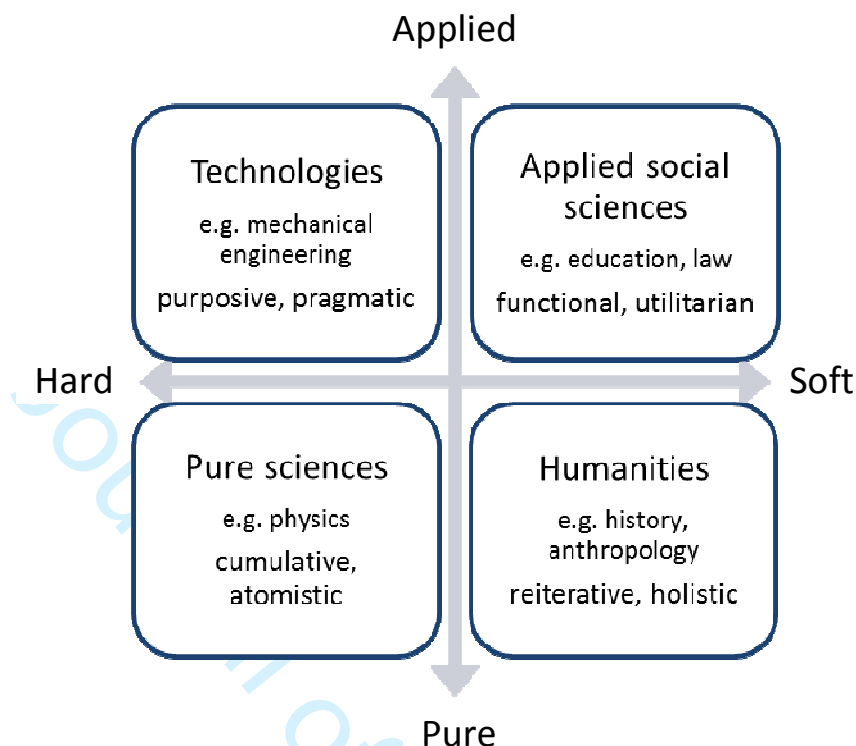 Applied
Technologies
e.g. mechanical
engineering
purposive, pragmatic
Applied social
sciences
e.g. education, law
functional, utilitarian
Hard
Soft
Pure sciences
e.g. physics
cumulative,
atomistic
Humanities
e.g. history,
anthropology
reiterative, holistic
Pure